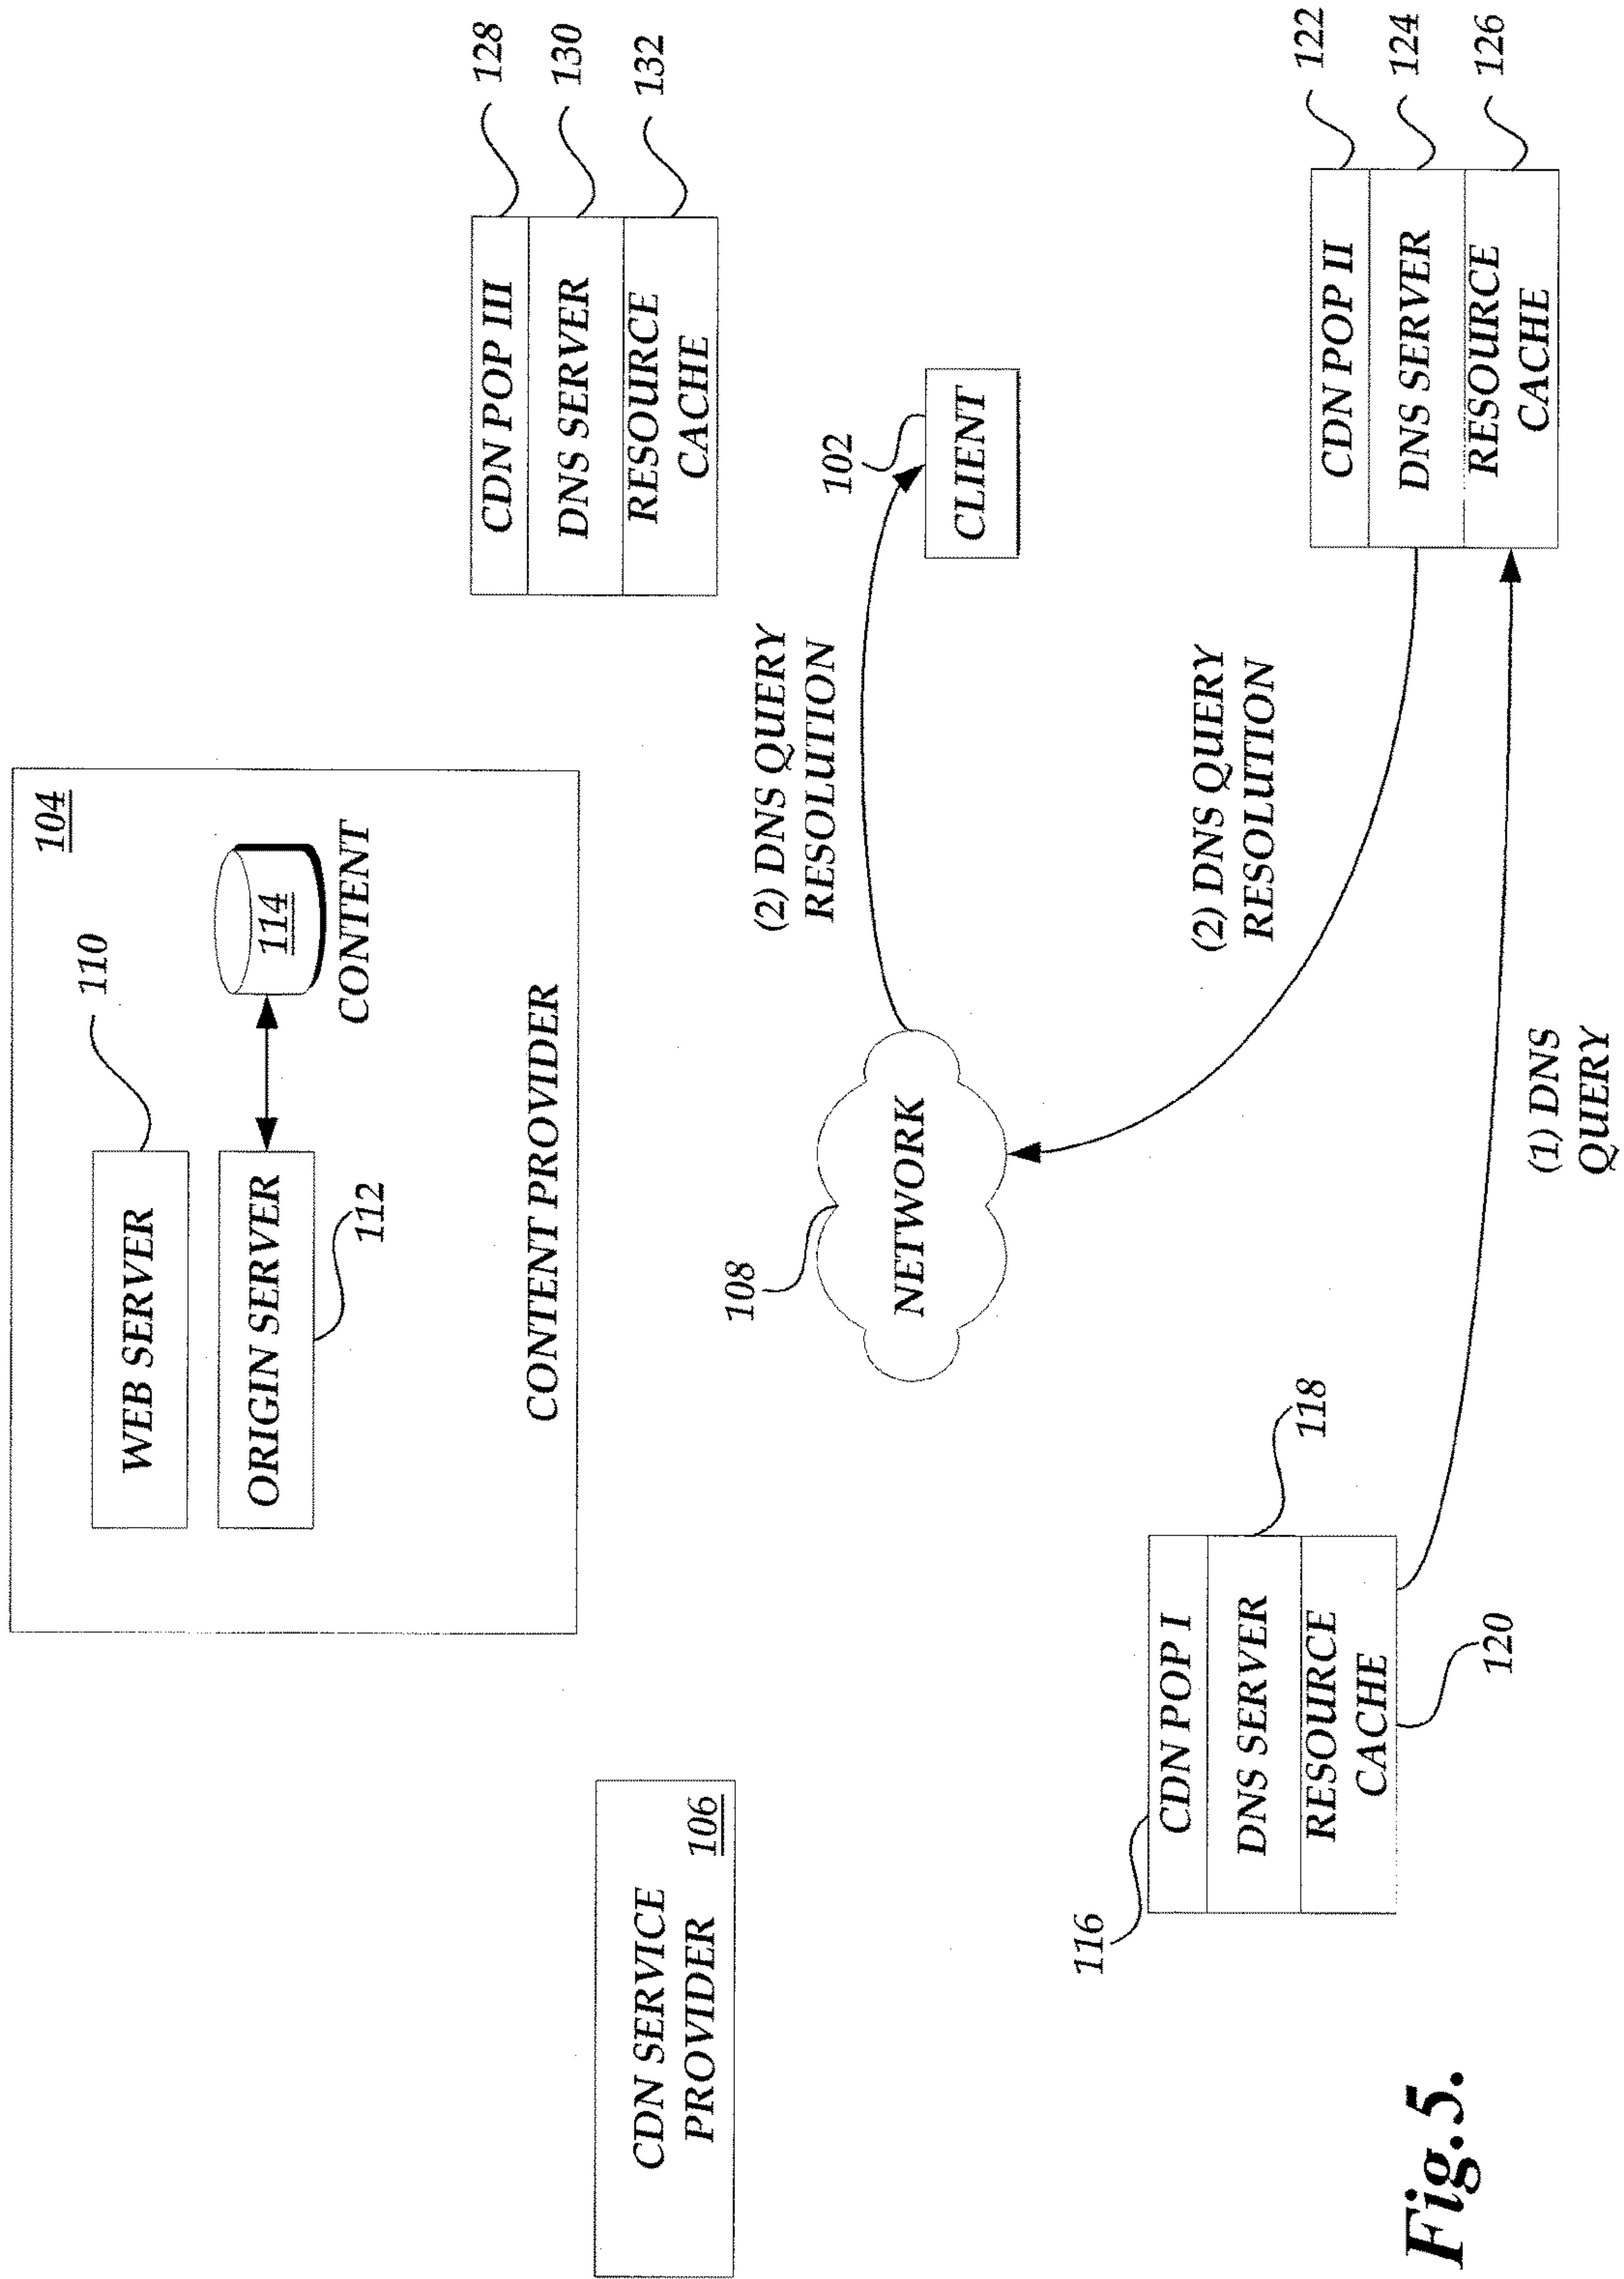 104
110
WEB SERVER
ORIGIN SERVER
112
114
CONTENT
CONTENT PROVIDER
CDN SERVICE
PROVIDER
106
CDN POP III
DNS SERVER
RESOURCE
CACHE
128
130
132
(2) DNS QUERY
RESOLUTION
102
CLIENT
108
NETWORK
(2) DNS QUERY
RESOLUTION
116
CDN POP I
DNS SERVER
RESOURCE
CACHE
118
120
CDN POP II
DNS SERVER
RESOURCE
CACHE
122
124
126
(1) DNS
QUERY
Fig.5.